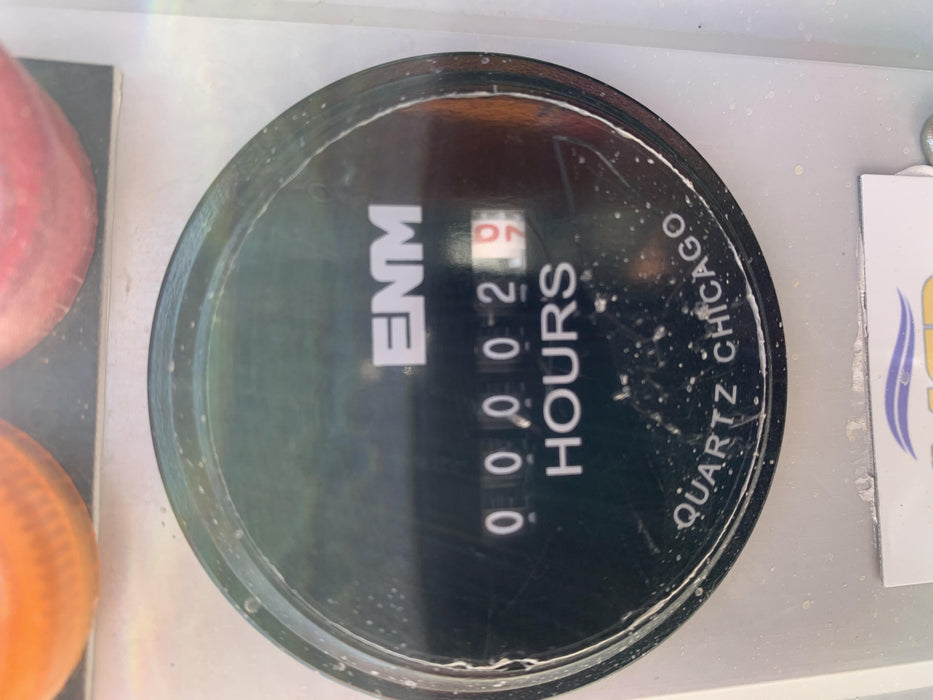 ENM
00002
HOURS
QUARTZ CHICAGO